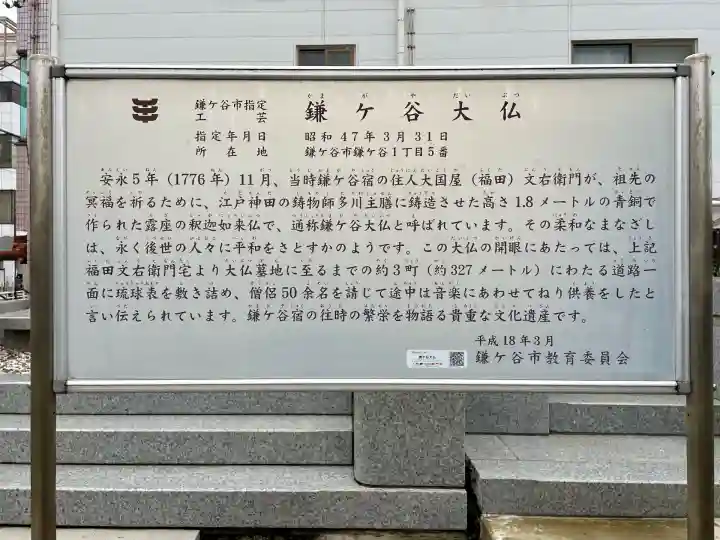 鎌ケ谷市指定
工芸
鎌ケ谷大仏
指定年月日 昭和47年3月31日
所在地 鎌ケ谷市鎌ケ谷1丁目5番
安永5年(1776年)11月、当時鎌ケ谷宿の住人大国屋(福田)文右衛門が、祖先の
冥福を祈るために、江戸神田の鋳物師多川主膳に鋳造させた高さ1.8メートルの青銅で
作られた露座の釈迦如来仏で、通称鎌ケ谷大仏と呼ばれています。その柔和なまなざし
は、永く後世の人々に平和をさとすかのようです。この大仏の開眼にあたっては、上記
福田文右衛門宅より大仏墓地に至るまでの約3町(約327メートル)にわたる道路一
面に琉球表を敷き詰め、僧侶50余名を請じて途中は音楽にあわせてねり供養をしたと
言い伝えられています。鎌ケ谷宿の往時の繁栄を物語る貴重な文化遺産です。
平成18年3月
鎌ケ谷市教育委員会